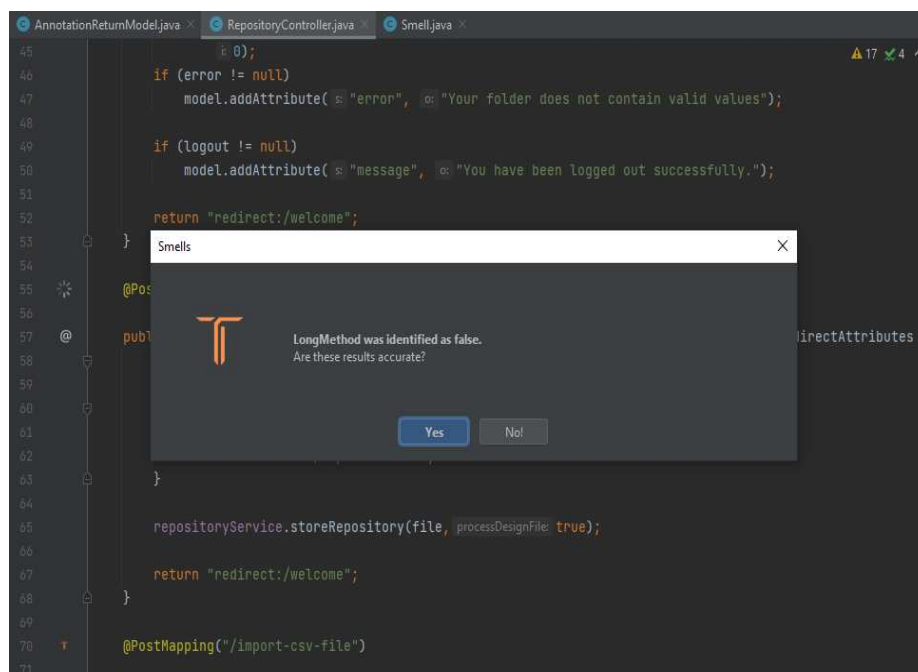 AnnotationReturnModel.java × RepositoryController.java × Smell.java ×
45 i: 0); 17 4
46 if (error != null)
47 model.addAttribute( s: "error", o: "Your folder does not contain valid values");
48
49 if (logout != null)
50 model.addAttribute( s: "message", o: "You have been logged out successfully.");
51
52 return "redirect:/welcome";
53 }
Smells
54
55 @Pos
56
57 @ publ directAttributes
LongMethod was identified as false.
58 Are these results accurate?
59
60
61 Yes No!
62
63 }
64
65 repositoryService.storeRepository(file, processDesignFile: true);
66
67 return "redirect:/welcome";
68 }
69
70 @PostMapping("/import-csv-file")
71